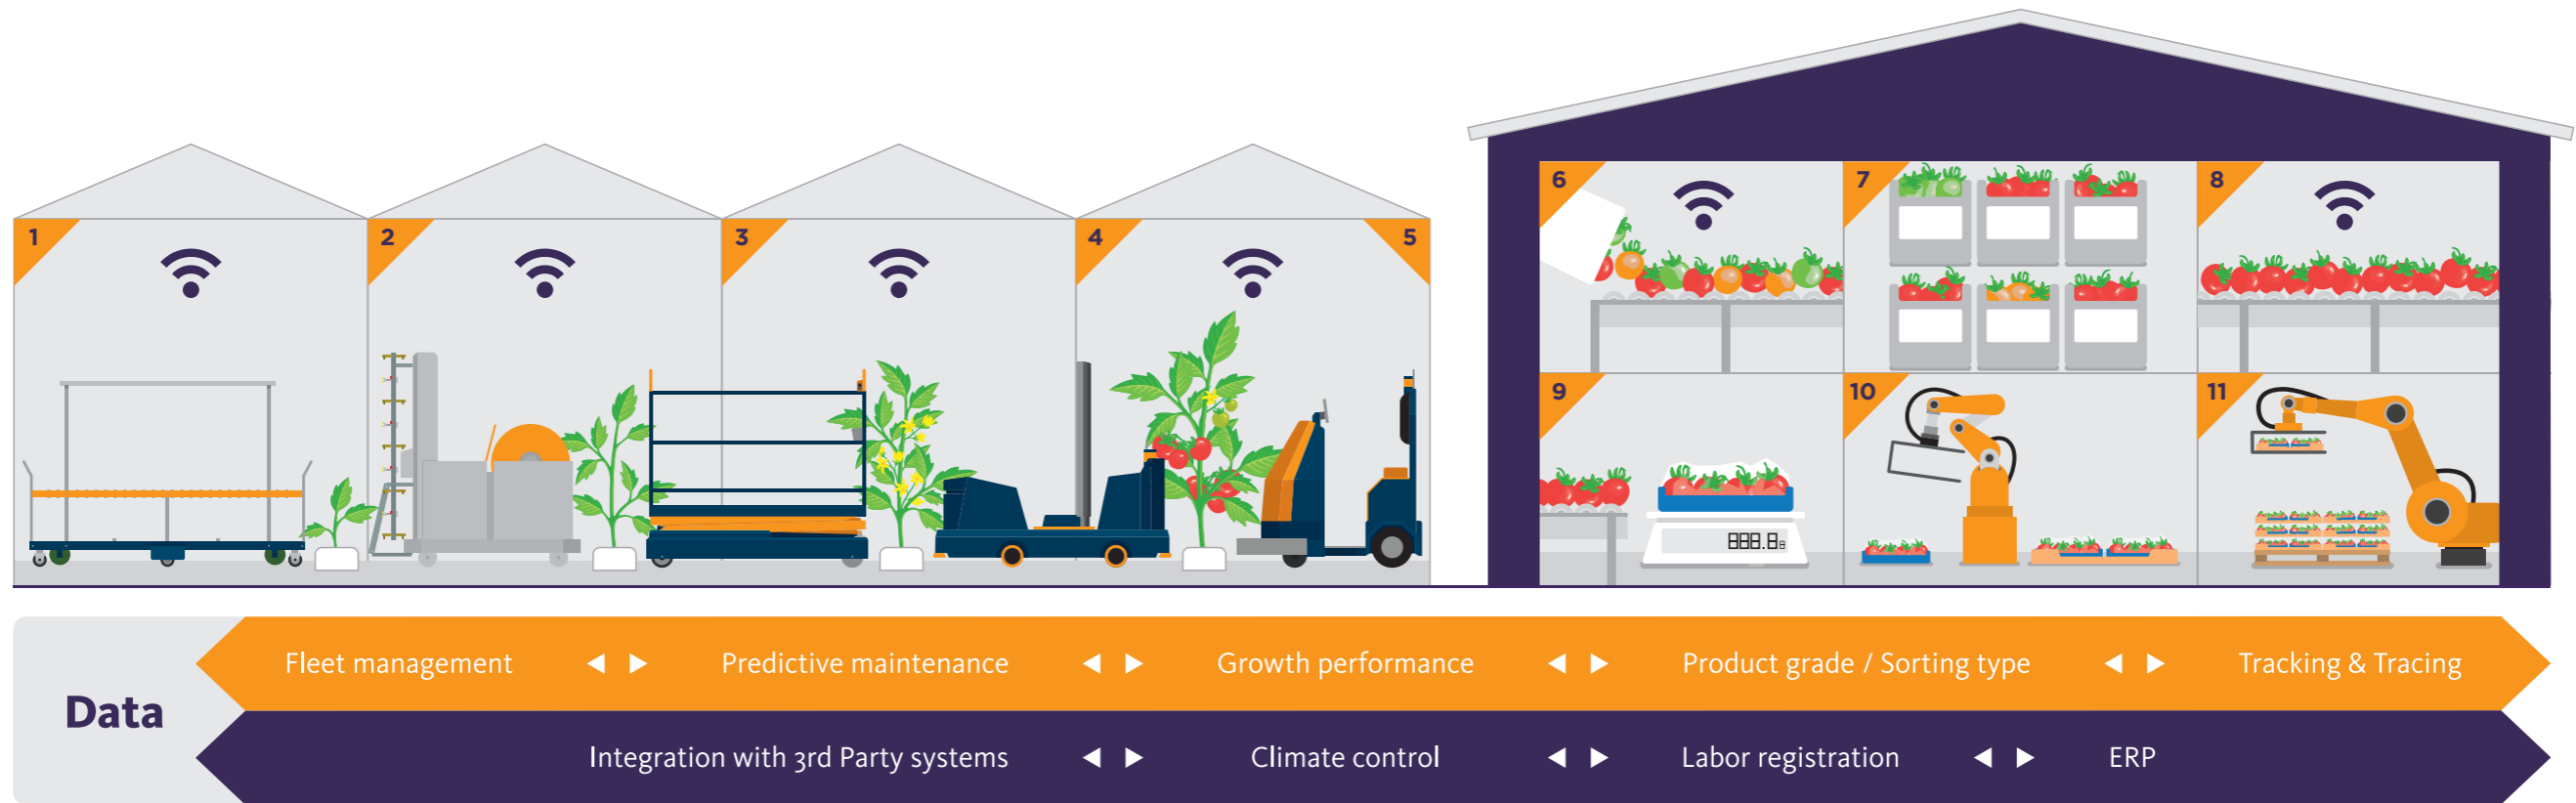 1
2
3
4
5
6
7
8
9
10
11
888.8
Data
Fleet management
Predictive maintenance
Growth performance
Product grade / Sorting type
Tracking & Tracing
Integration with 3rd Party systems
Climate control
Labor registration
ERP